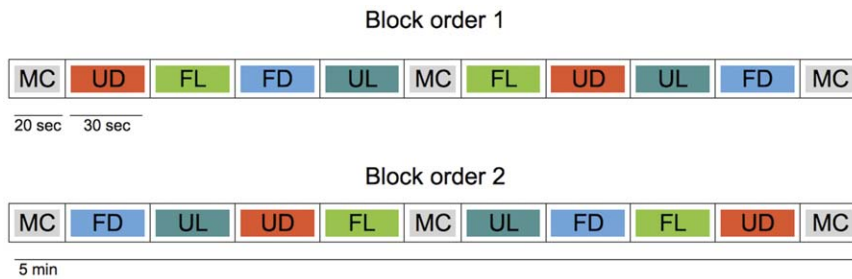 Block order 1
MC UD FL FD UL MC FL UD UL FD MC
20 sec 30 sec
Block order 2
MC FD UL UD FL MC UL FD FL UD MC
5 min